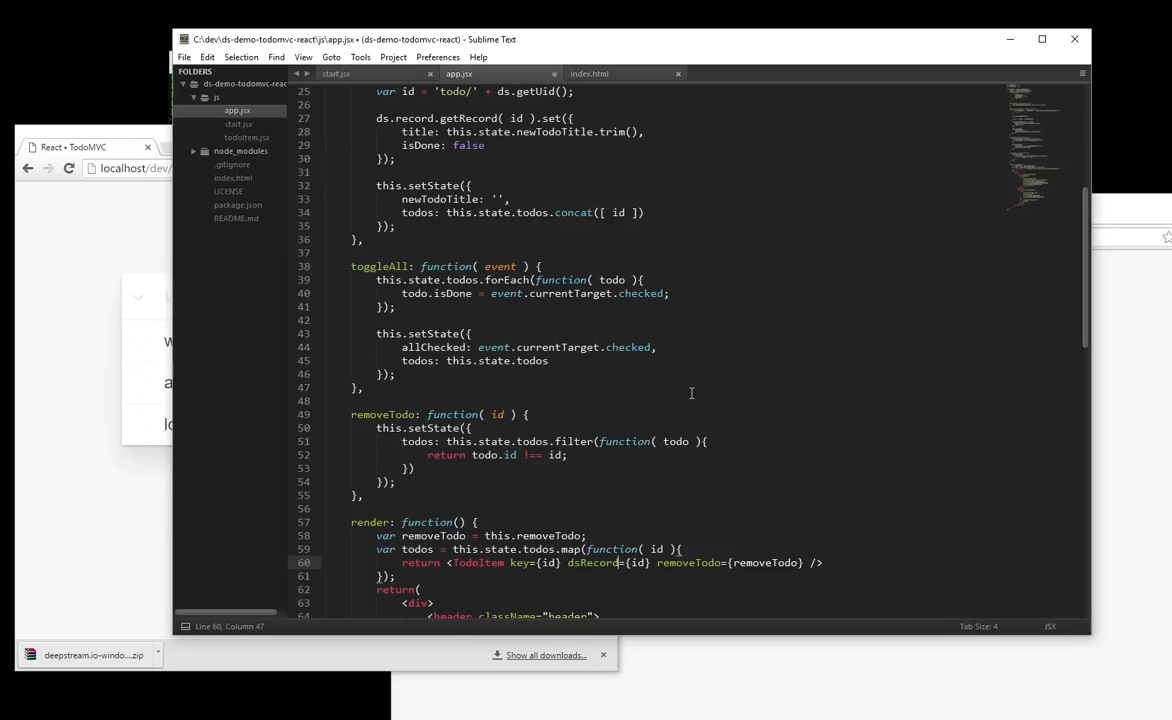 C:\dev\ds-demo-todomvc-react\js\app.jsx • (ds-demo-todomvc-react) - Sublime Text
File Edit Selection Find View Goto Tools Project Preferences Help
FOLDERS
ds-demo-todomvc-reac
js
app.jsx
start.jsx
todoItem.jsx
node_modules
.gitignore
index.html
LICENSE
package.json
README.md
start.jsx app.jsx index.html
25 var id = 'todo/' + ds.getUid();
26
27 ds.record.getRecord( id ).set({
28 title: this.state.newTodoTitle.trim(),
29 isDone: false
30 });
31
32 this.setState({
33 newTodoTitle: '',
34 todos: this.state.todos.concat([ id ])
35 });
36 },
37
38 toggleAll: function( event ) {
39 this.state.todos.forEach(function( todo ){
40 todo.isDone = event.currentTarget.checked;
41 });
42
43 this.setState({
44 allChecked: event.currentTarget.checked,
45 todos: this.state.todos
46 });
47 },
48
49 removeTodo: function( id ) {
50 this.setState({
51 todos: this.state.todos.filter(function( todo ){
52 return todo.id !== id;
53 })
54 });
55 },
56
57 render: function() {
58 var removeTodo = this.removeTodo;
59 var todos = this.state.todos.map(function( id ){
60 return <TodoItem key={id} dsRecord={id} removeTodo={removeTodo} />
61 });
62 return(
63 <div>
64 <header className="header">
Line 60, Column 47 Tab Size: 4 JSX
React • TodoMVC
localhost/dev/
w
a
deepstream.io-windo....zip
Show all downloads...